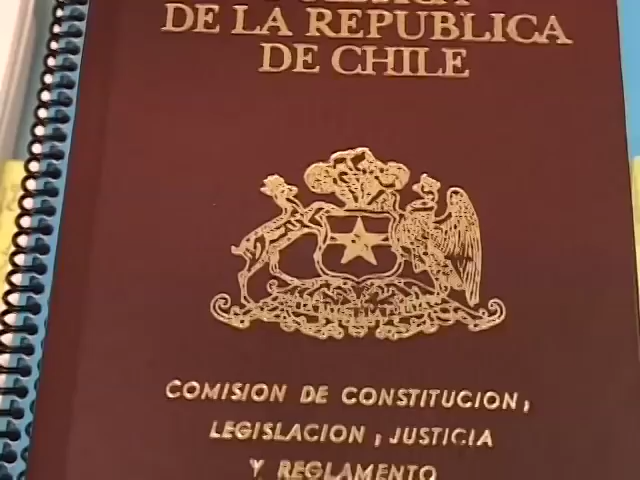 DE LA REPUBLICA
DE CHILE
COMISION DE CONSTITUCION,
LEGISLACION, JUSTICIA
Y REGLAMENTO